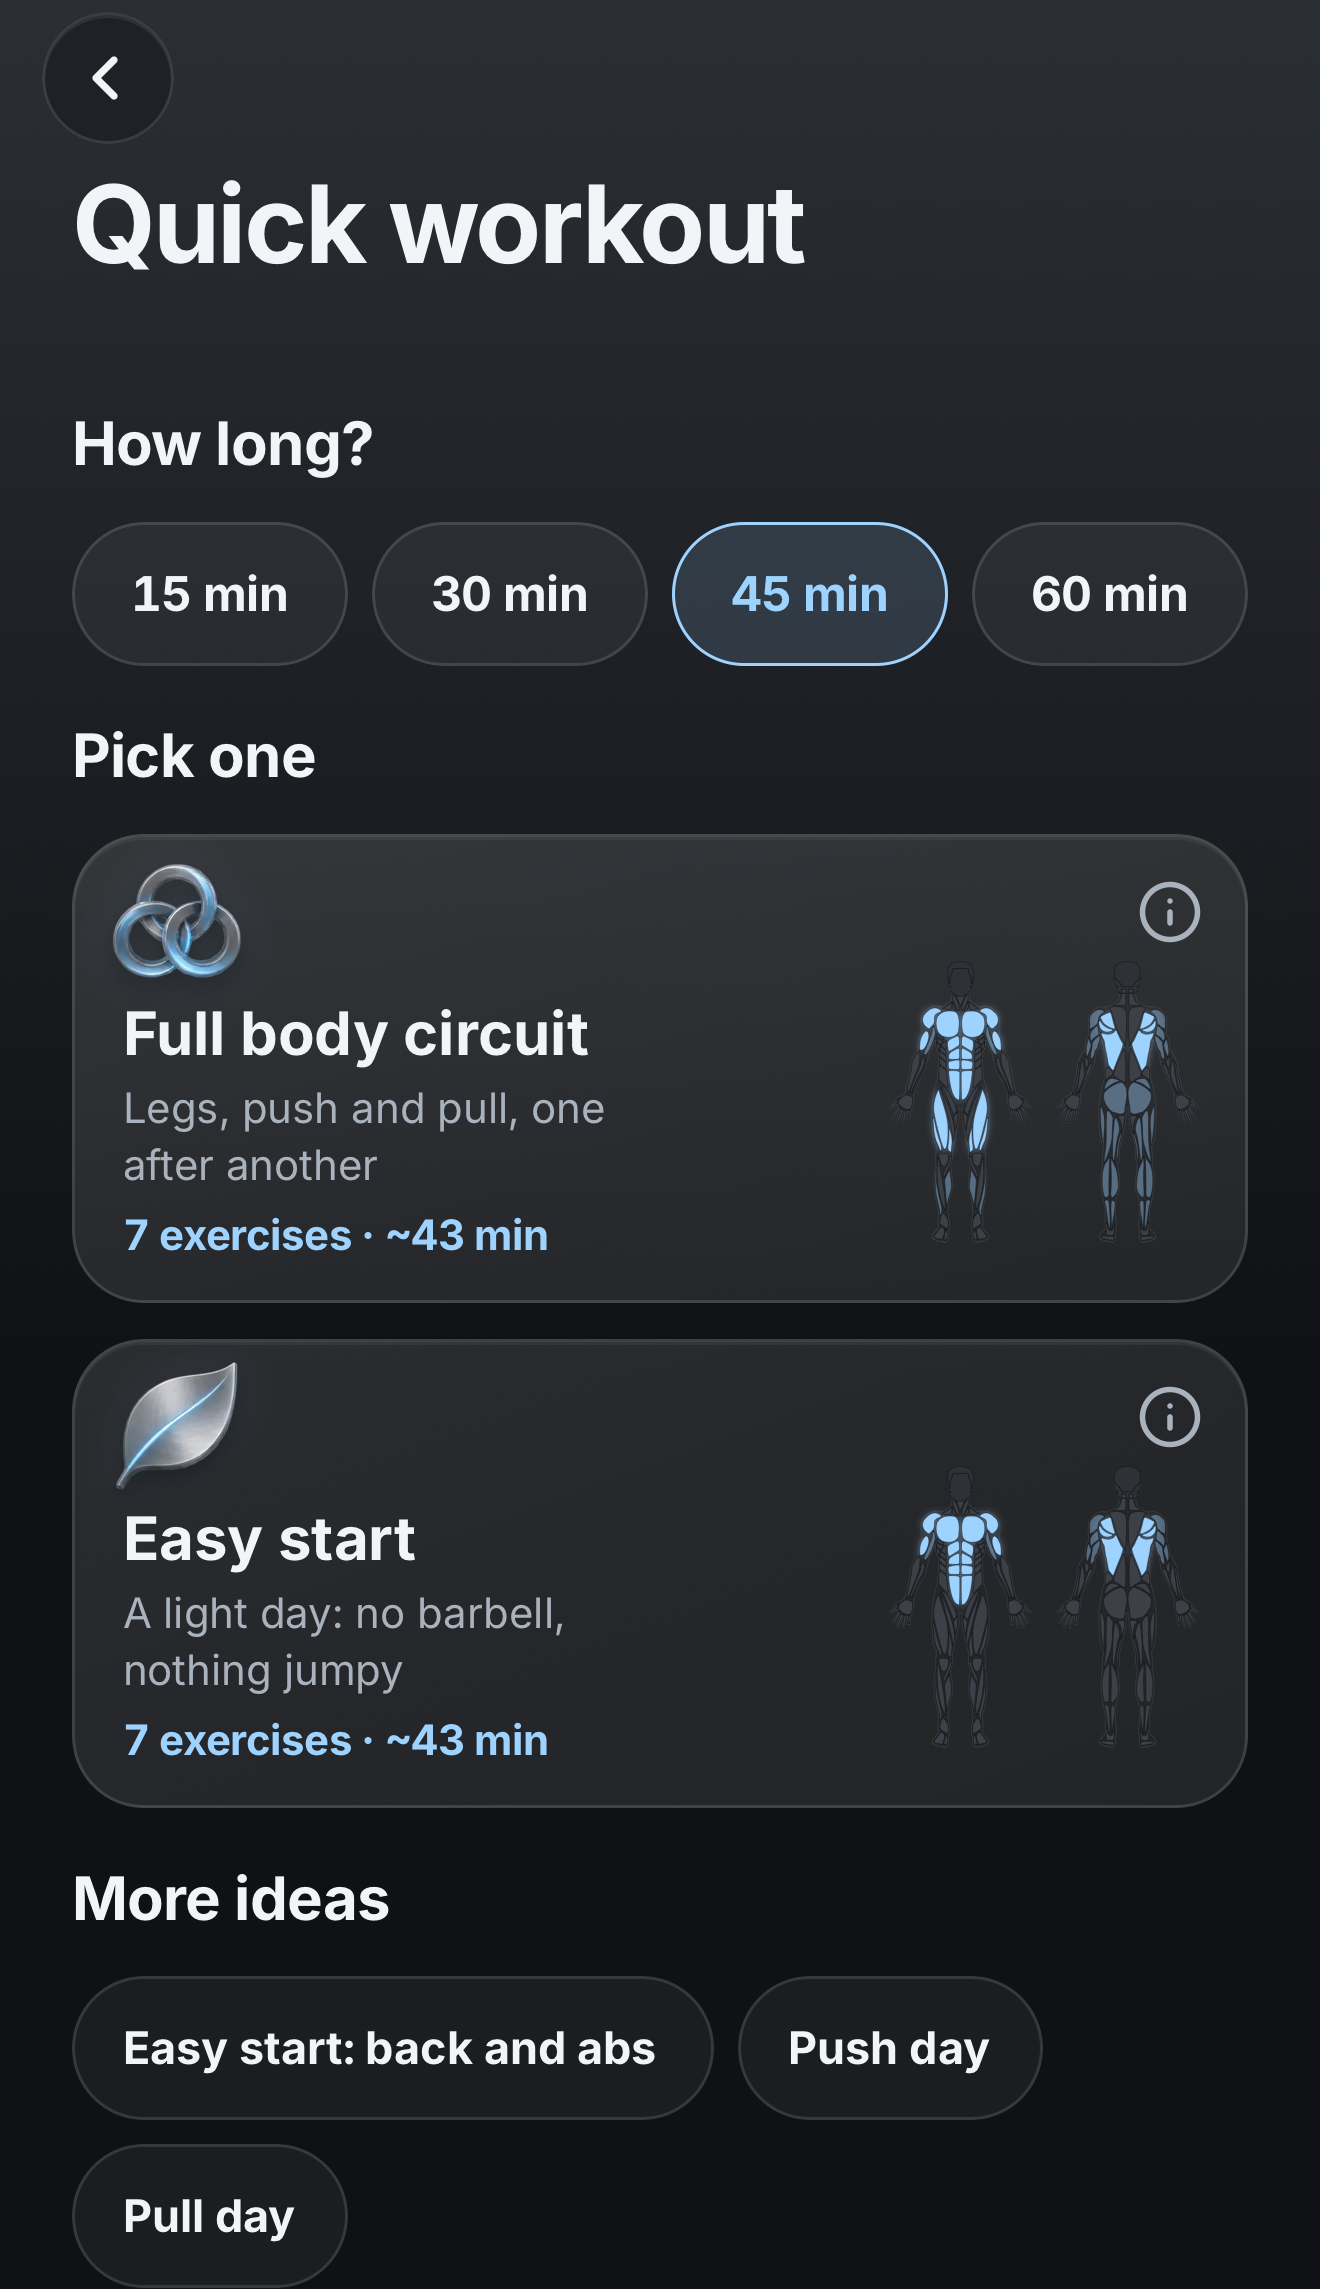 Quick workout
How long?
15 min
30 min
45 min
60 min
Pick one
Full body circuit
Legs, push and pull, one
after another
7 exercises · ~43 min
Easy start
A light day: no barbell,
nothing jumpy
7 exercises · ~43 min
More ideas
Easy start: back and abs
Push day
Pull day